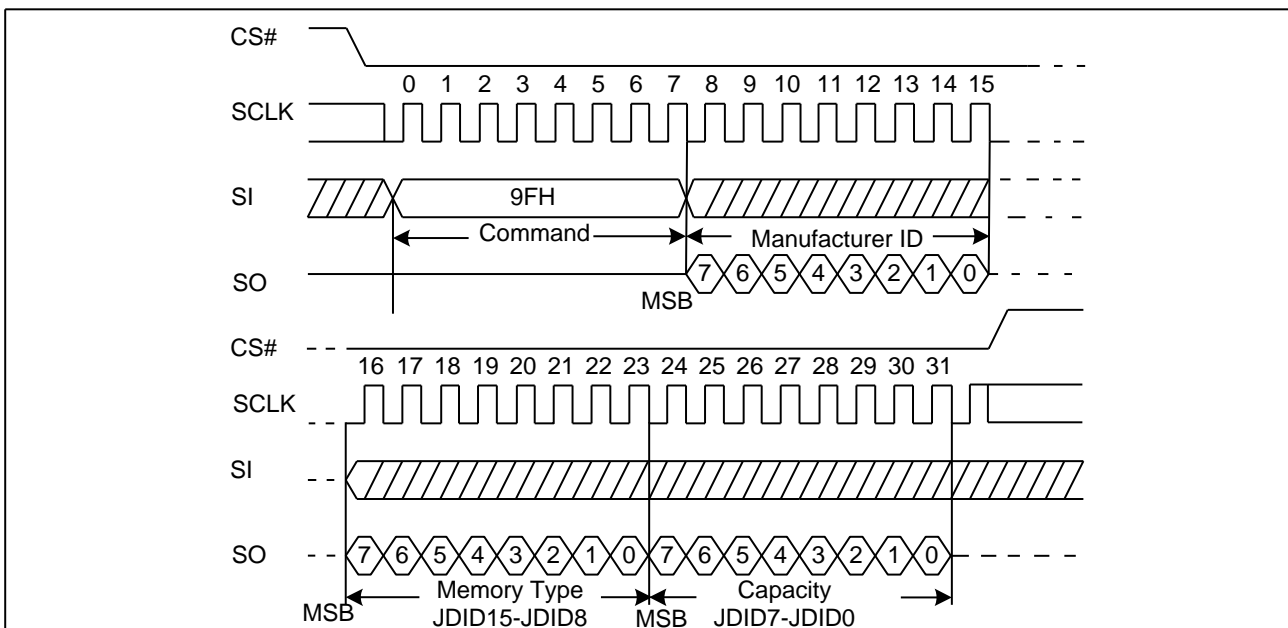 CS#
0 1 2 3 4 5 6 7 8 9 10 11 12 13 14 15
SCLK
SI 9FH
Command Manufacturer ID
SO 7 6 5 4 3 2 1 0
MSB
CS#
16 17 18 19 20 21 22 23 24 25 26 27 28 29 30 31
SCLK
SI
SO 7 6 5 4 3 2 1 0 7 6 5 4 3 2 1 0
Memory Type Capacity
MSB JDID15-JDID8 MSB JDID7-JDID0